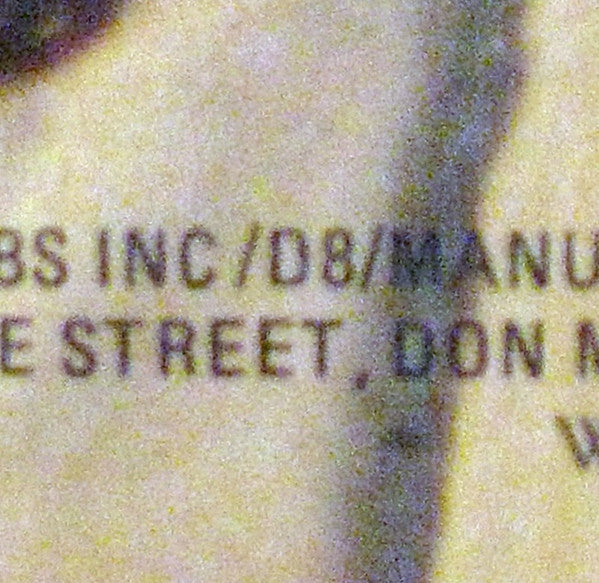 BS INC/D8/MANU
E STREET, DON M
W